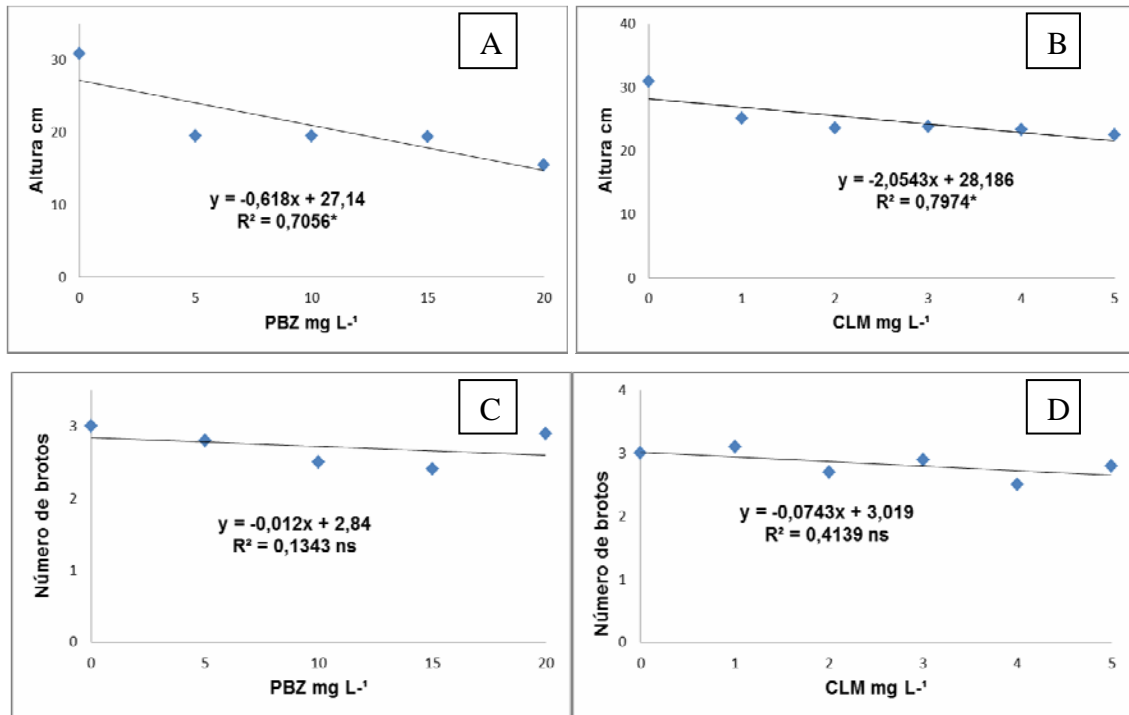 A
Altura cm
30
20
10
0
y = -0,618x + 27,14
R² = 0,7056*
0 5 10 15 20
PBZ mg L-¹
B
Altura cm
40
30
20
10
0
y = -2,0543x + 28,186
R² = 0,7974*
0 1 2 3 4 5
CLM mg L-¹
C
Número de brotos
3
2
1
0
y = -0,012x + 2,84
R² = 0,1343 ns
0 5 10 15 20
PBZ mg L-¹
D
Número de brotos
4
3
2
1
0
y = -0,0743x + 3,019
R² = 0,4139 ns
0 1 2 3 4 5
CLM mg L-¹